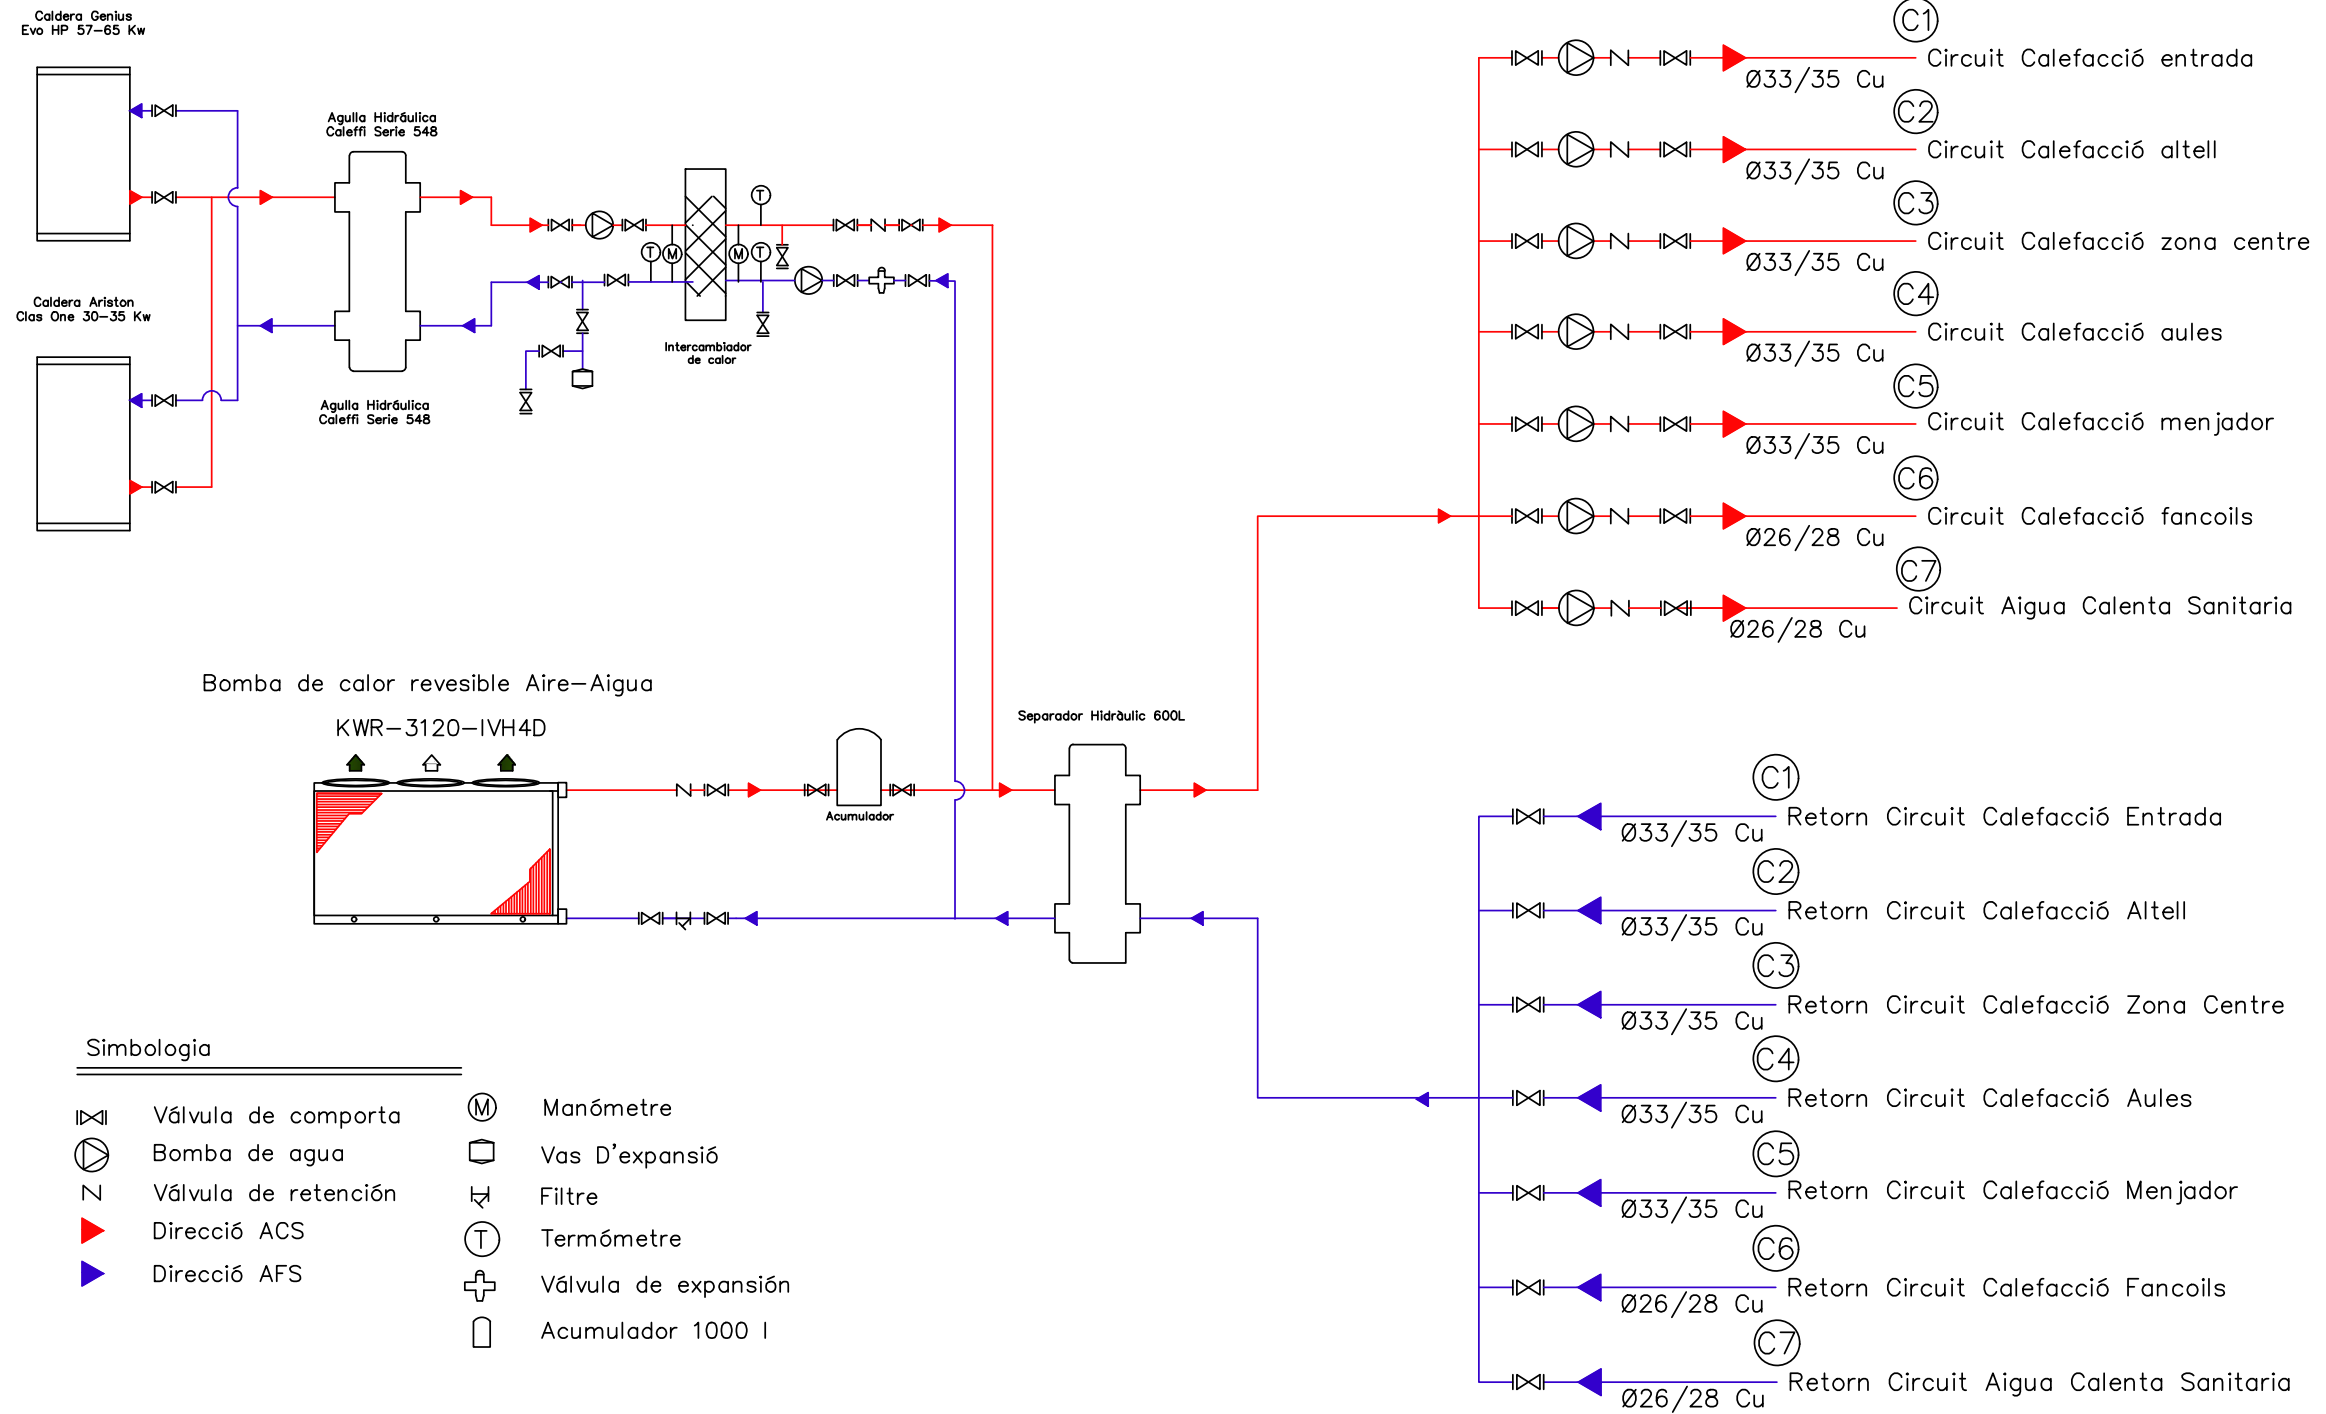 Caldera Genius
Evo HP 57-65 Kw
Agulla Hidráulica
Caleffi Serie 548
T
T
M
M
T
Caldera Ariston
Clas One 30-35 Kw
Intercambiador
de calor
Agulla Hidráulica
Caleffi Serie 548
C1
Circuit Calefacció entrada
Ø33/35 Cu
C2
Circuit Calefacció altell
Ø33/35 Cu
C3
Circuit Calefacció zona centre
Ø33/35 Cu
C4
Circuit Calefacció aules
Ø33/35 Cu
C5
Circuit Calefacció menjador
Ø33/35 Cu
C6
Circuit Calefacció fancoils
Ø26/28 Cu
C7
Circuit Aigua Calenta Sanitaria
Ø26/28 Cu
Bomba de calor revesible Aire-Aigua
KWR-3120-IVH4D
Acumulador
Separador Hidràulic 600L
C1
Retorn Circuit Calefacció Entrada
Ø33/35 Cu
C2
Retorn Circuit Calefacció Altell
Ø33/35 Cu
C3
Retorn Circuit Calefacció Zona Centre
Ø33/35 Cu
C4
Retorn Circuit Calefacció Aules
Ø33/35 Cu
C5
Retorn Circuit Calefacció Menjador
Ø33/35 Cu
C6
Retorn Circuit Calefacció Fancoils
Ø26/28 Cu
C7
Retorn Circuit Aigua Calenta Sanitaria
Ø26/28 Cu
Simbologia
Válvula de comporta
Bomba de agua
Válvula de retención
Direcció ACS
Direcció AFS
M Manómetre
Vas D'expansió
Filtre
T Termómetre
Válvula de expansión
Acumulador 1000 l